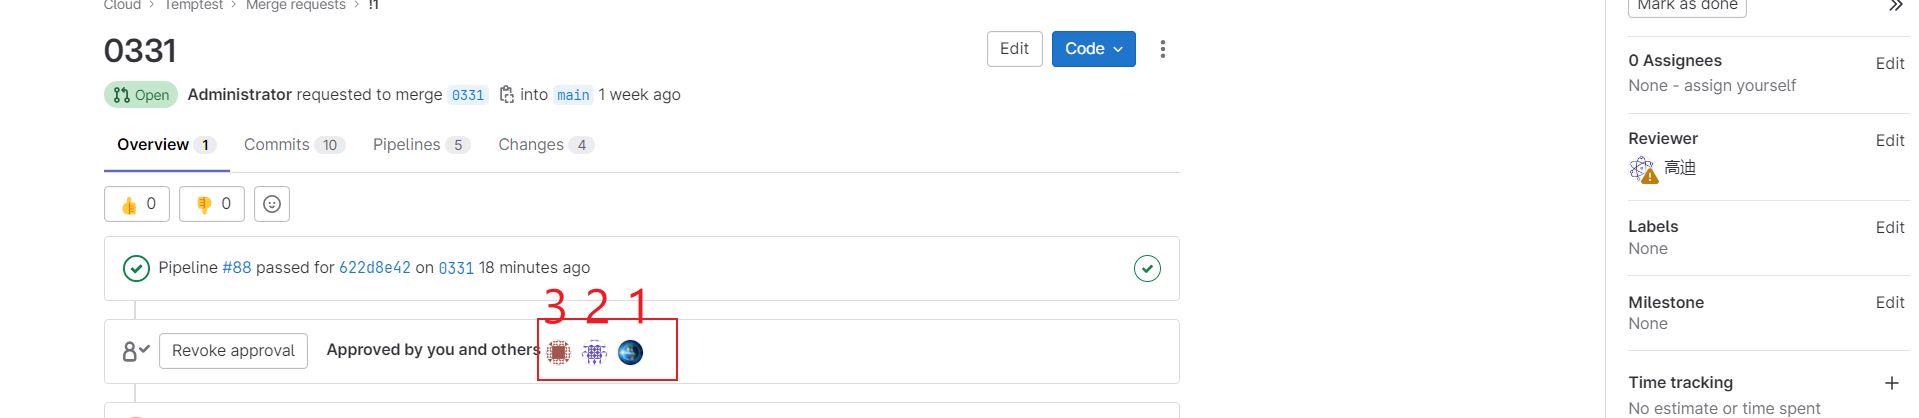 Cloud > Temptest > Merge requests > !1
Mark as done
0331
Edit
Code
Open Administrator requested to merge 0331 into main 1 week ago
Overview 1 Commits 10 Pipelines 5 Changes 4
👍 0 👎 0
Pipeline #88 passed for 622d8e42 on 0331 18 minutes ago
3 2 1
Revoke approval Approved by you and others
0 Assignees Edit
None - assign yourself
Reviewer Edit
高迪
Labels Edit
None
Milestone Edit
None
Time tracking +
No estimate or time spent